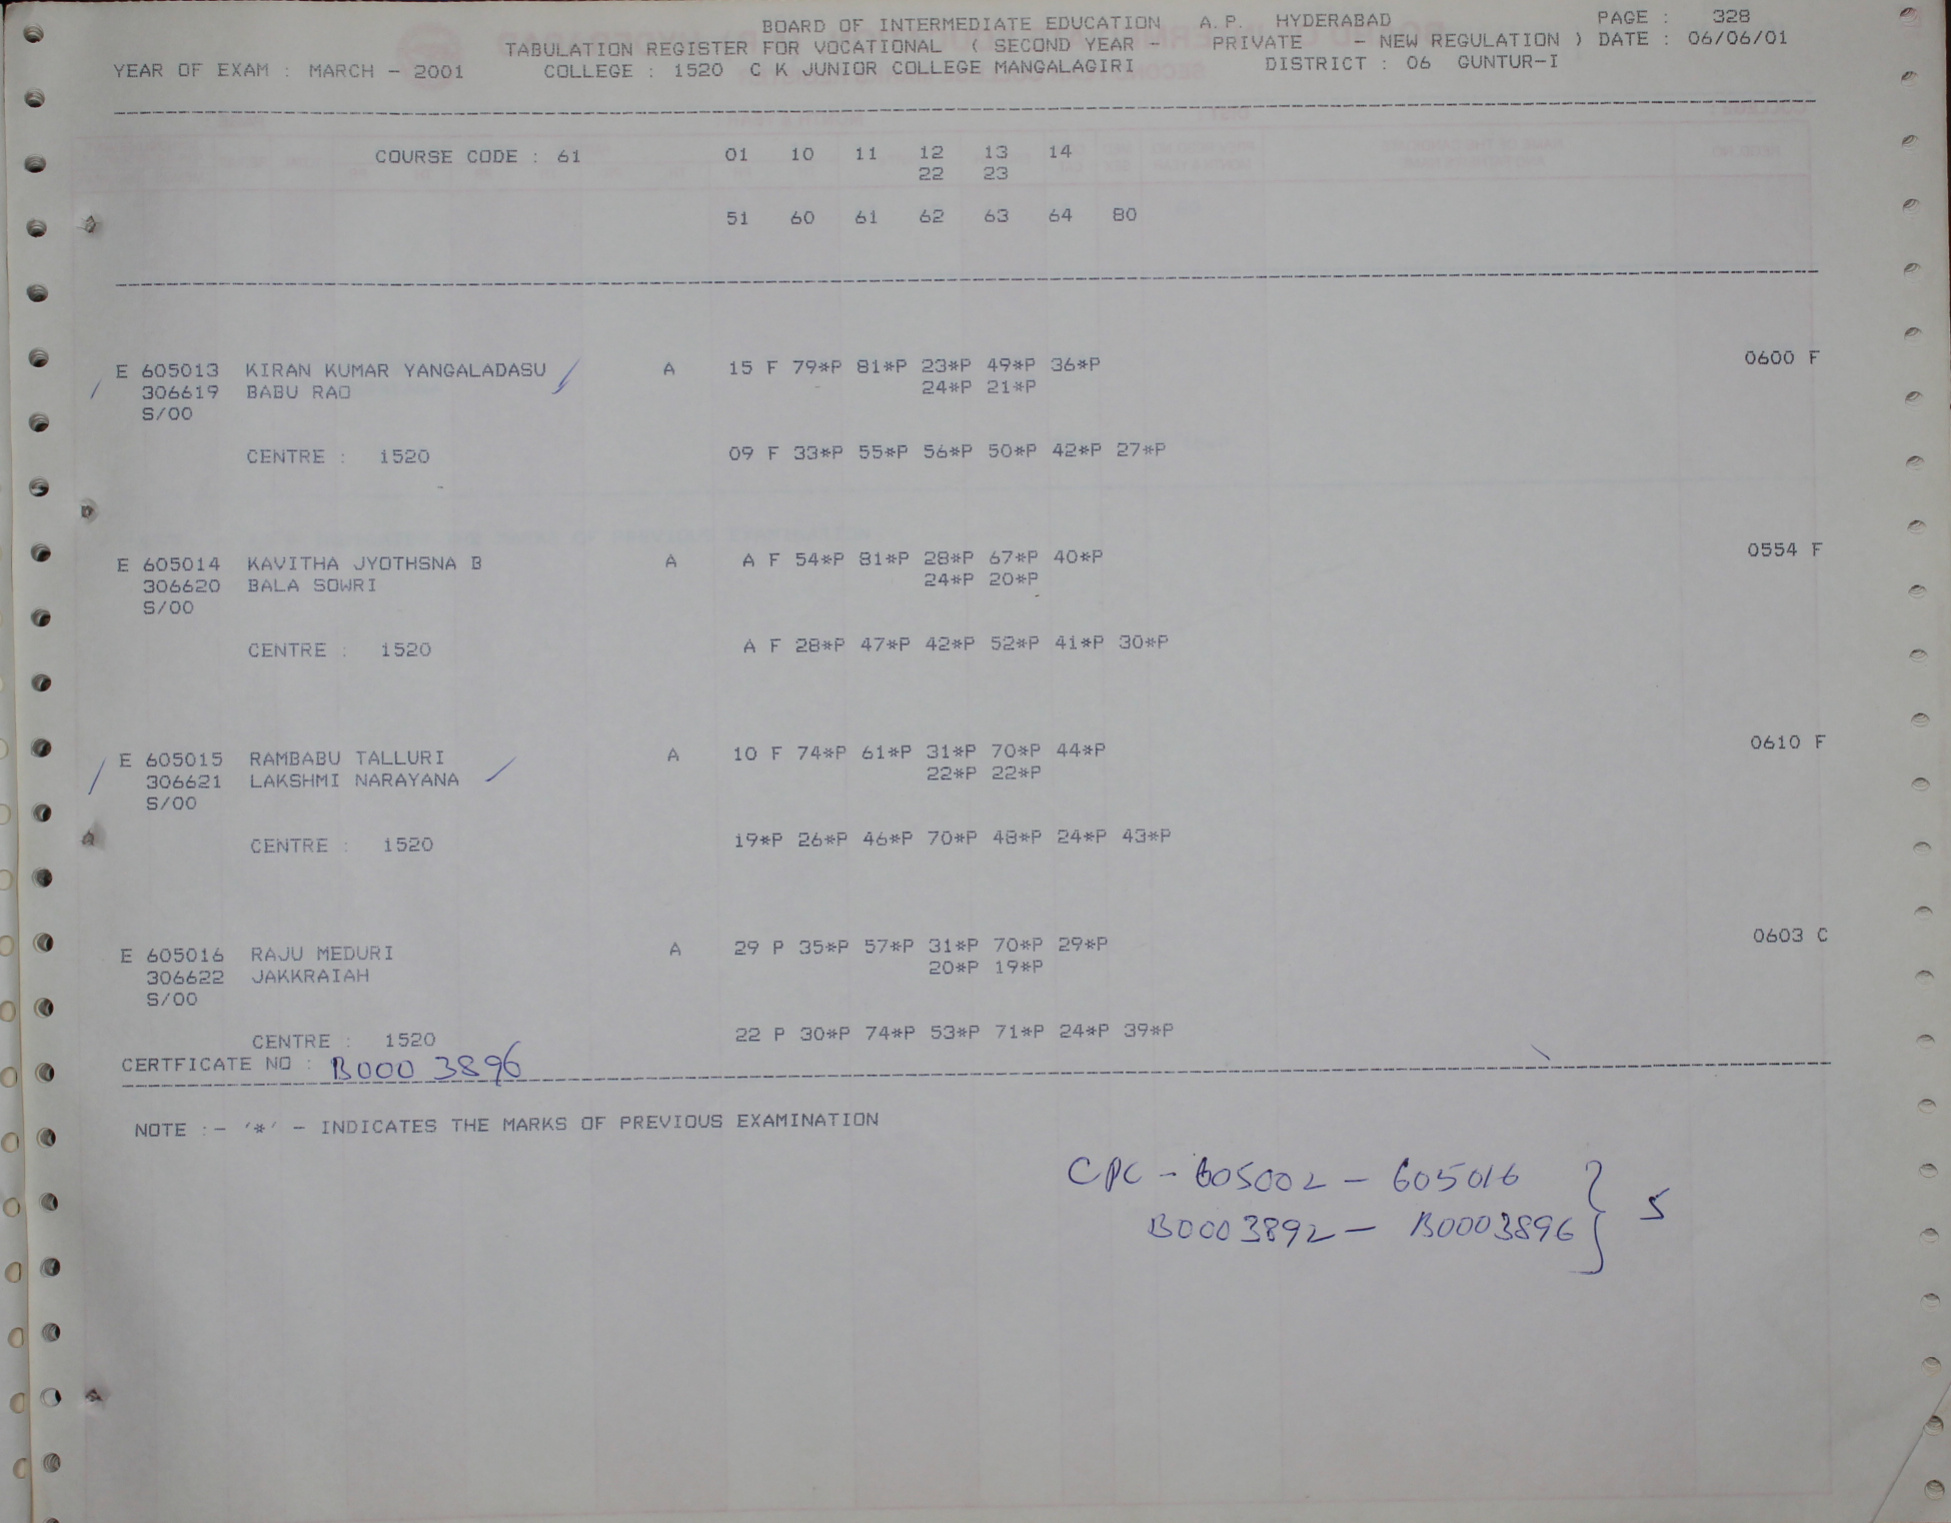 BOARD OF INTERMEDIATE EDUCATION A.P. HYDERABAD PAGE : 328
TABULATION REGISTER FOR VOCATIONAL ( SECOND YEAR - PRIVATE - NEW REGULATION ) DATE : 06/06/01
YEAR OF EXAM : MARCH - 2001 COLLEGE : 1520 C K JUNIOR COLLEGE MANGALAGIRI DISTRICT : 06 GUNTUR-I
COURSE CODE : 61 01 10 11 12 13 14
22 23
51 60 61 62 63 64 80
E 605013 KIRAN KUMAR YANGALADASU A 15 F 79*P 81*P 23*P 49*P 36*P 0600 F
306619 BABU RAO 24*P 21*P
S/00
CENTRE : 1520 09 F 33*P 55*P 56*P 50*P 42*P 27*P
E 605014 KAVITHA JYOTHSNA B A A F 54*P 81*P 28*P 67*P 40*P 0554 F
306620 BALA SOWRI 24*P 20*P
S/00
CENTRE : 1520 A F 28*P 47*P 42*P 52*P 41*P 30*P
E 605015 RAMBABU TALLURI A 10 F 74*P 61*P 31*P 70*P 44*P 0610 F
306621 LAKSHMI NARAYANA 22*P 22*P
S/00
CENTRE : 1520 19*P 26*P 46*P 70*P 48*P 24*P 43*P
E 605016 RAJU MEDURI A 29 P 35*P 57*P 31*P 70*P 29*P 0603 C
306622 JAKKRAIAH 20*P 19*P
S/00
CENTRE : 1520 22 P 30*P 74*P 53*P 71*P 24*P 39*P
CERTFICATE NO : B0003896
NOTE :- '*' - INDICATES THE MARKS OF PREVIOUS EXAMINATION
CPC - 605002 - 605016
B0003892 - B0003896 } 5